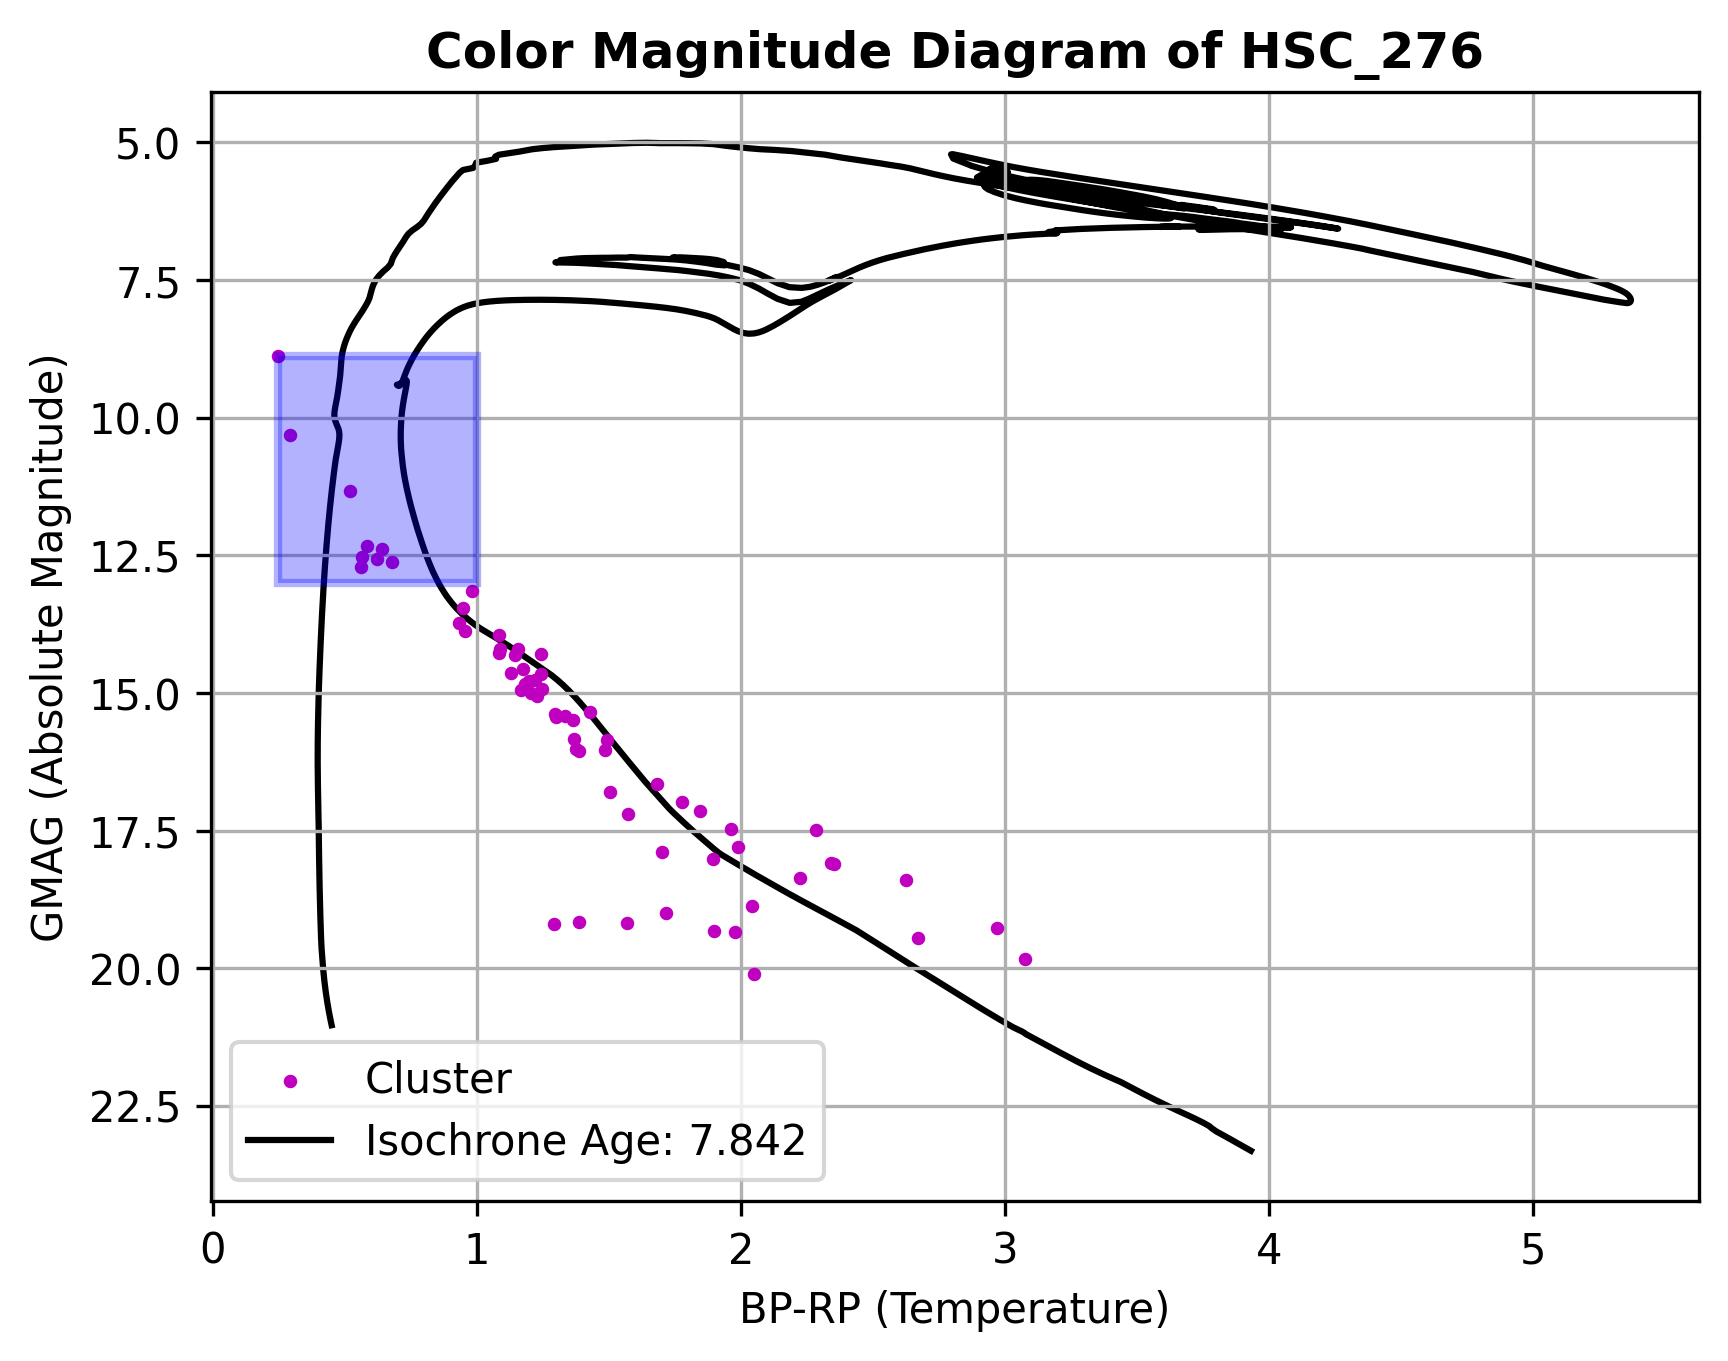 Color Magnitude Diagram of HSC_276
GMAG (Absolute Magnitude)
5.0
7.5
10.0
12.5
15.0
17.5
20.0
22.5
Cluster
Isochrone Age: 7.842
0 1 2 3 4 5
BP-RP (Temperature)